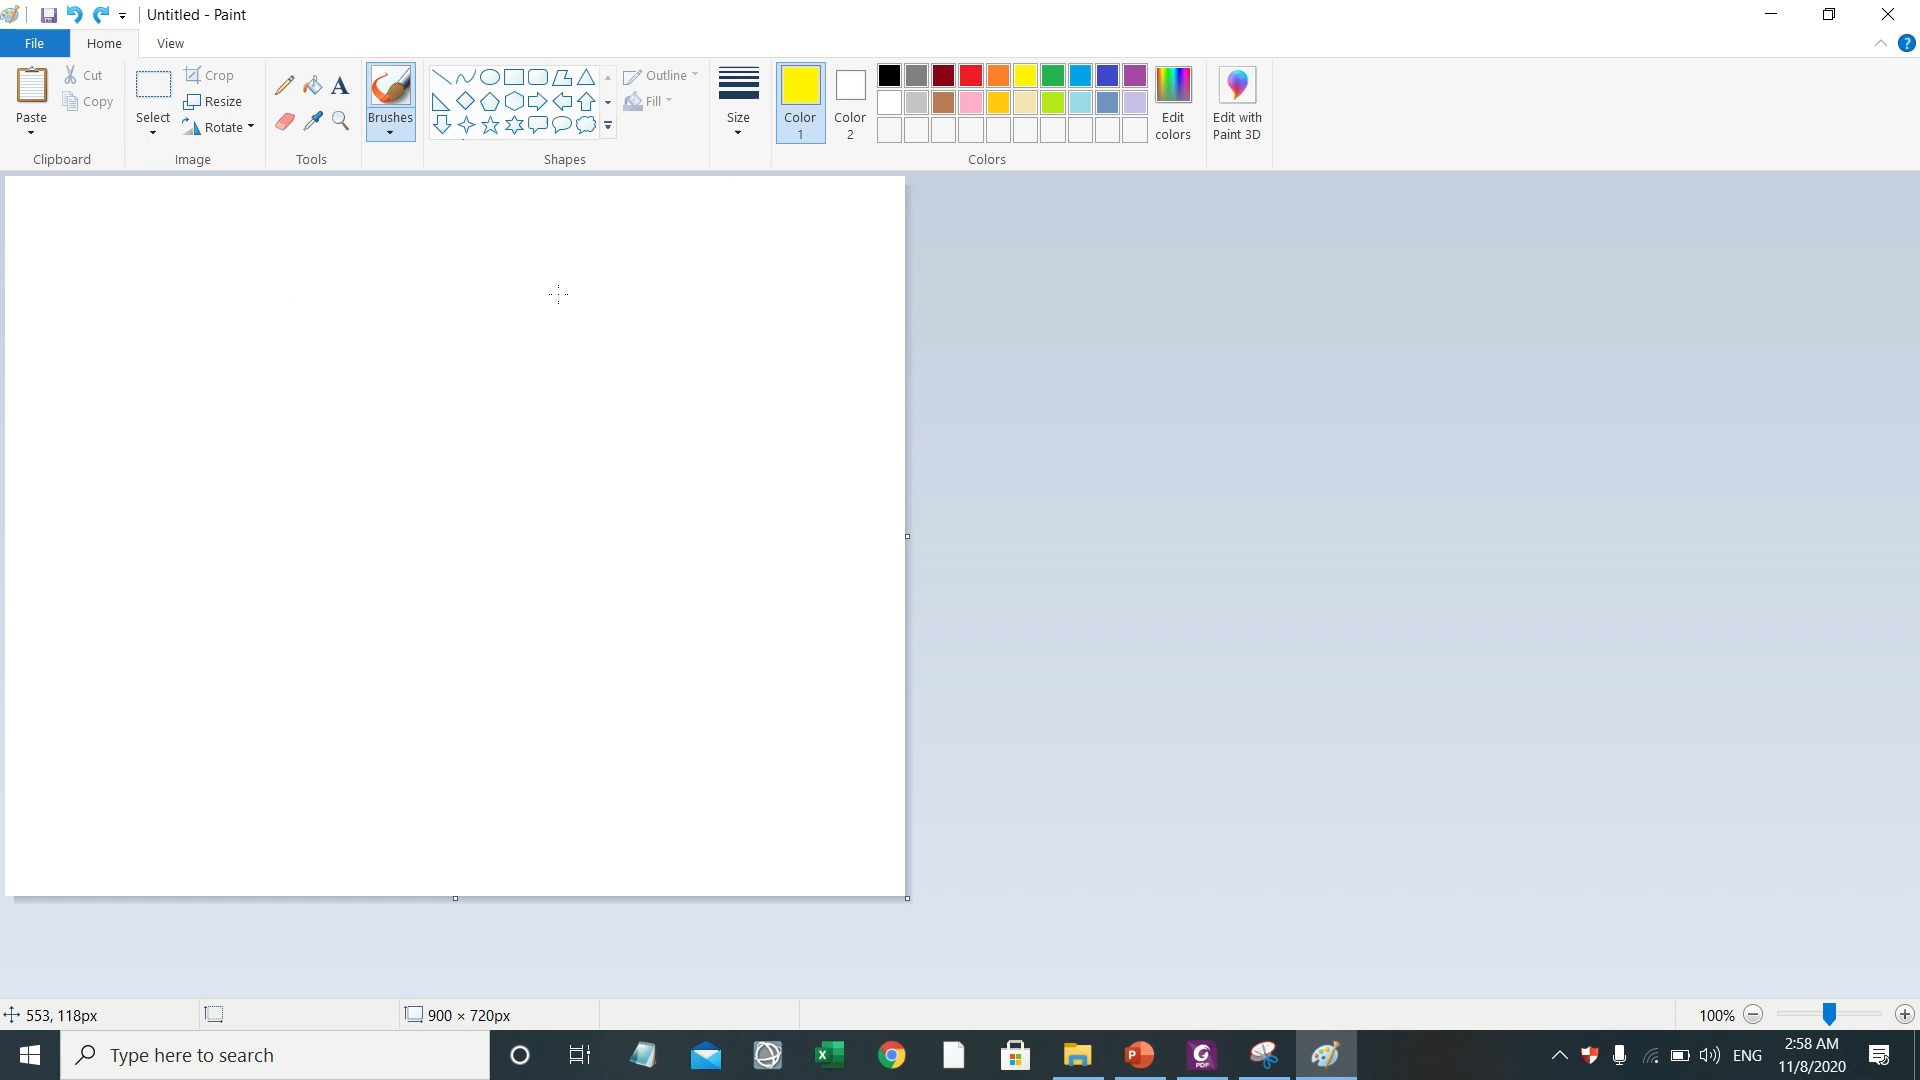 Untitled - Paint
File Home View
Paste
Cut
Copy
Clipboard
Select
Crop
Resize
Rotate
Image
A
Tools
Brushes
Shapes
Outline
Fill
Size
Color 1
Color 2
Colors
Edit colors
Edit with Paint 3D
?
553, 118px
900 × 720px
100%
Type here to search
X
P
PDF
ENG
2:58 AM
11/8/2020